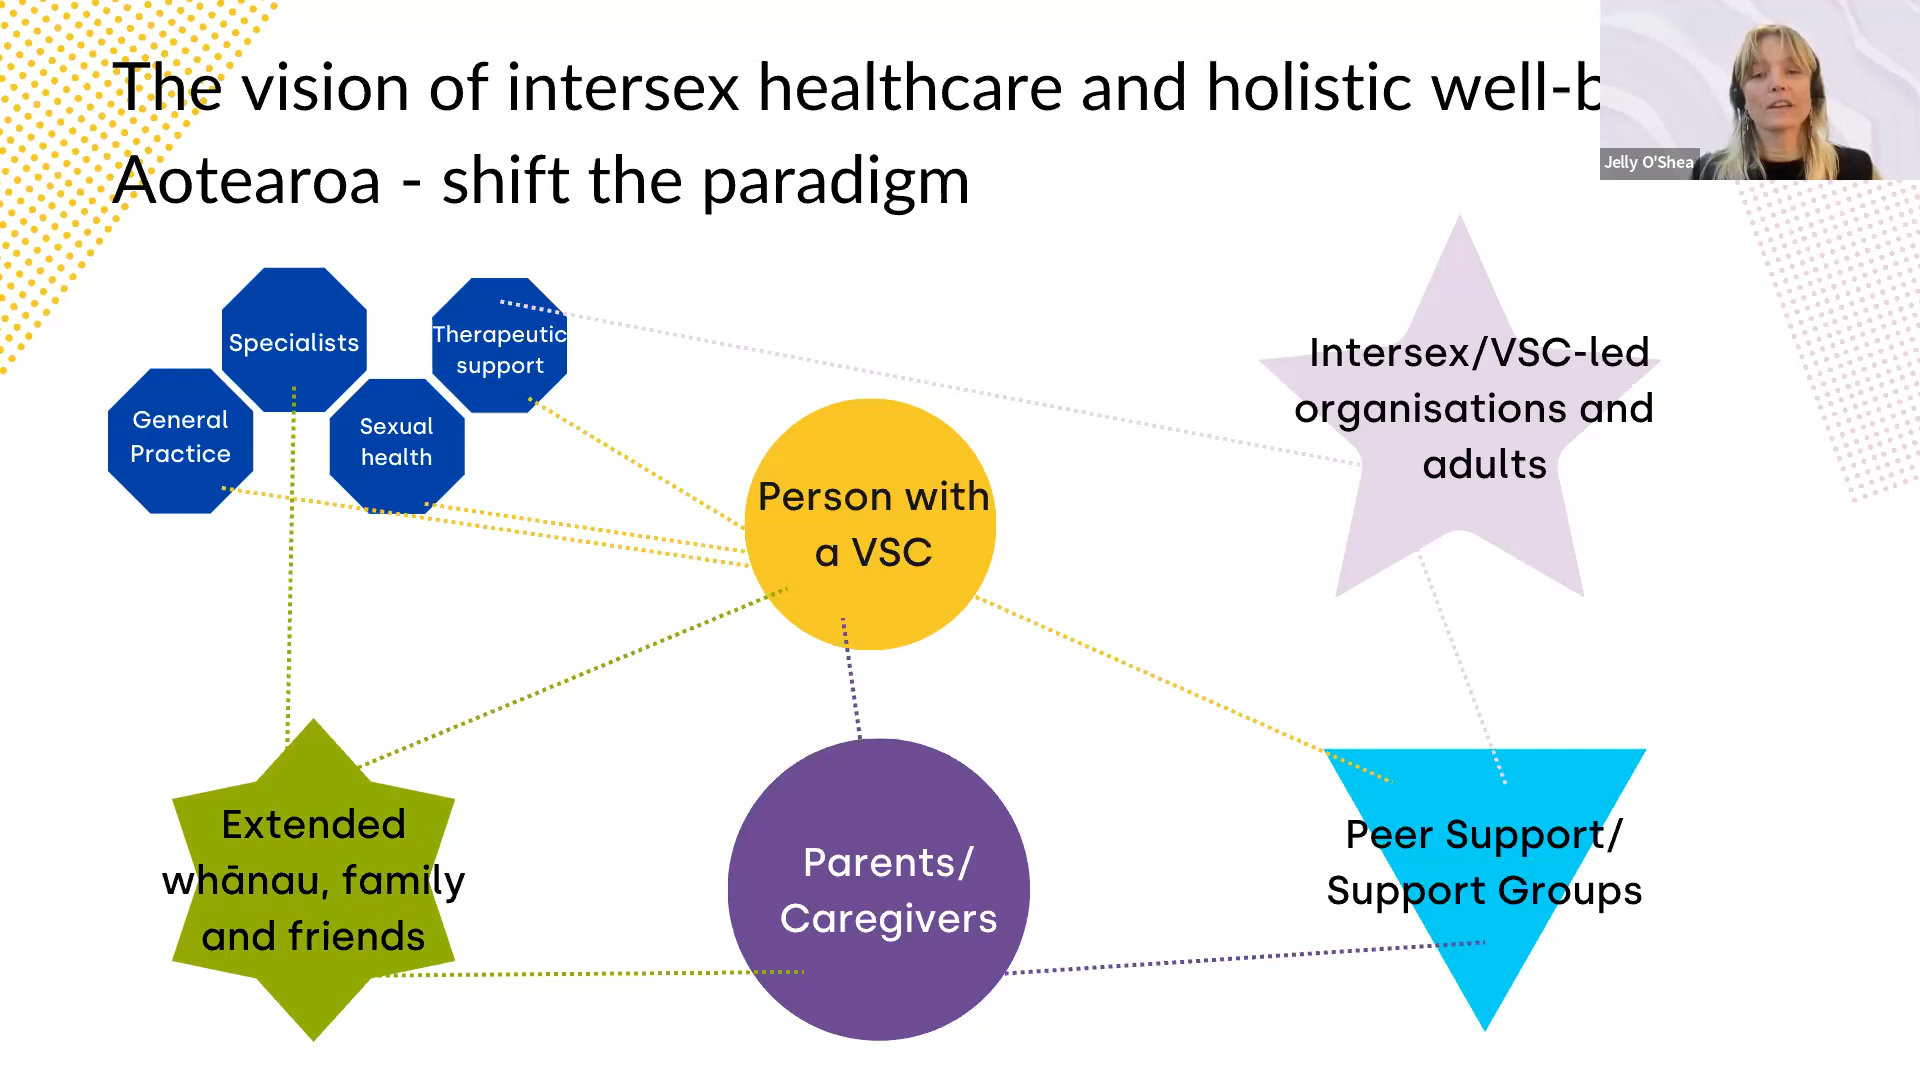 The vision of intersex healthcare and holistic well-b
Aotearoa - shift the paradigm
Jelly O'Shea
Specialists
Therapeutic
support
General
Practice
Sexual
health
Intersex/VSC-led
organisations and
adults
Person with
a VSC
Extended
whānau, family
and friends
Parents/
Caregivers
Peer Support/
Support Groups